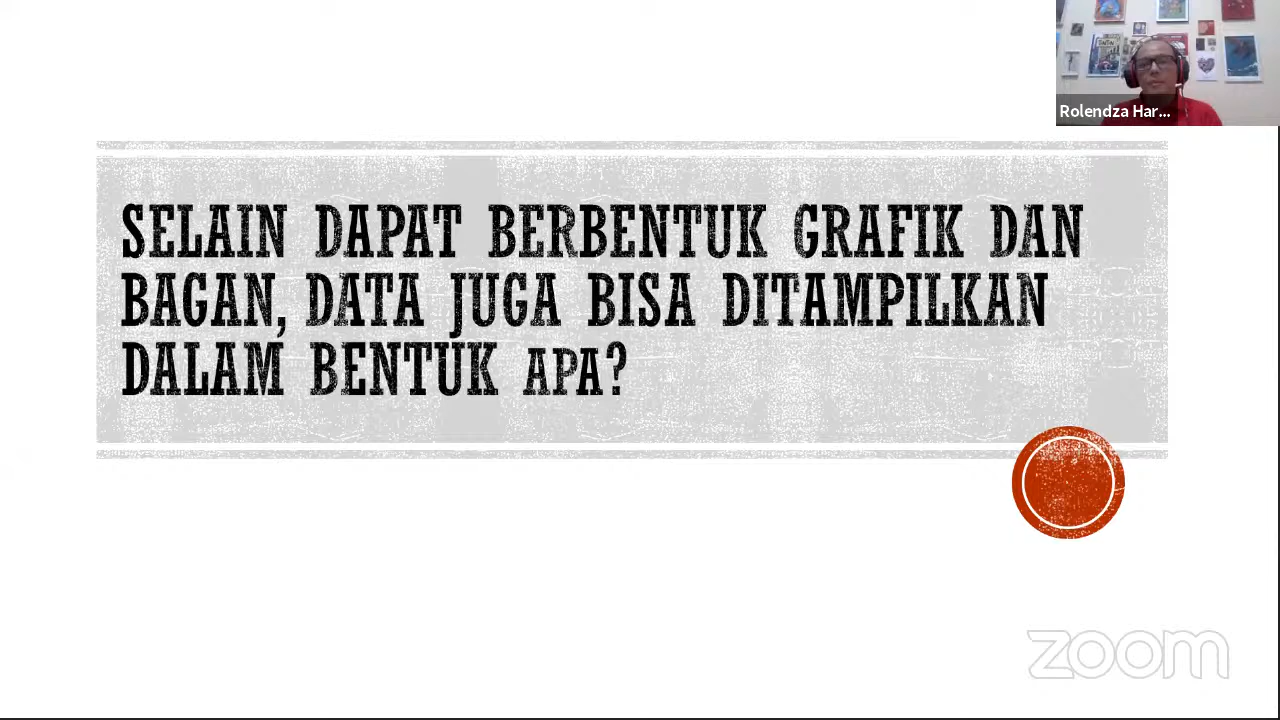 Rolendza Har...
SELAIN DAPAT BERBENTUK GRAFIK DAN
BAGAN, DATA JUGA BISA DITAMPILKAN
DALAM BENTUK APA?
zoom